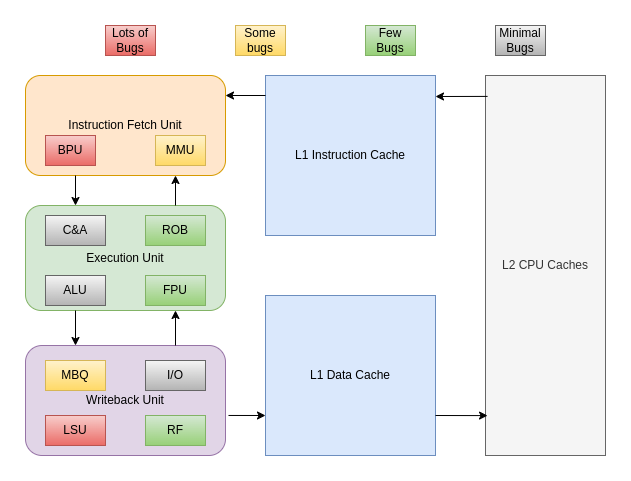 Lots of
Bugs
Some
bugs
Few
Bugs
Minimal
Bugs
Instruction Fetch Unit
BPU
MMU
L1 Instruction Cache
C&A
ROB
Execution Unit
ALU
FPU
L2 CPU Caches
MBQ
I/O
Writeback Unit
LSU
RF
L1 Data Cache